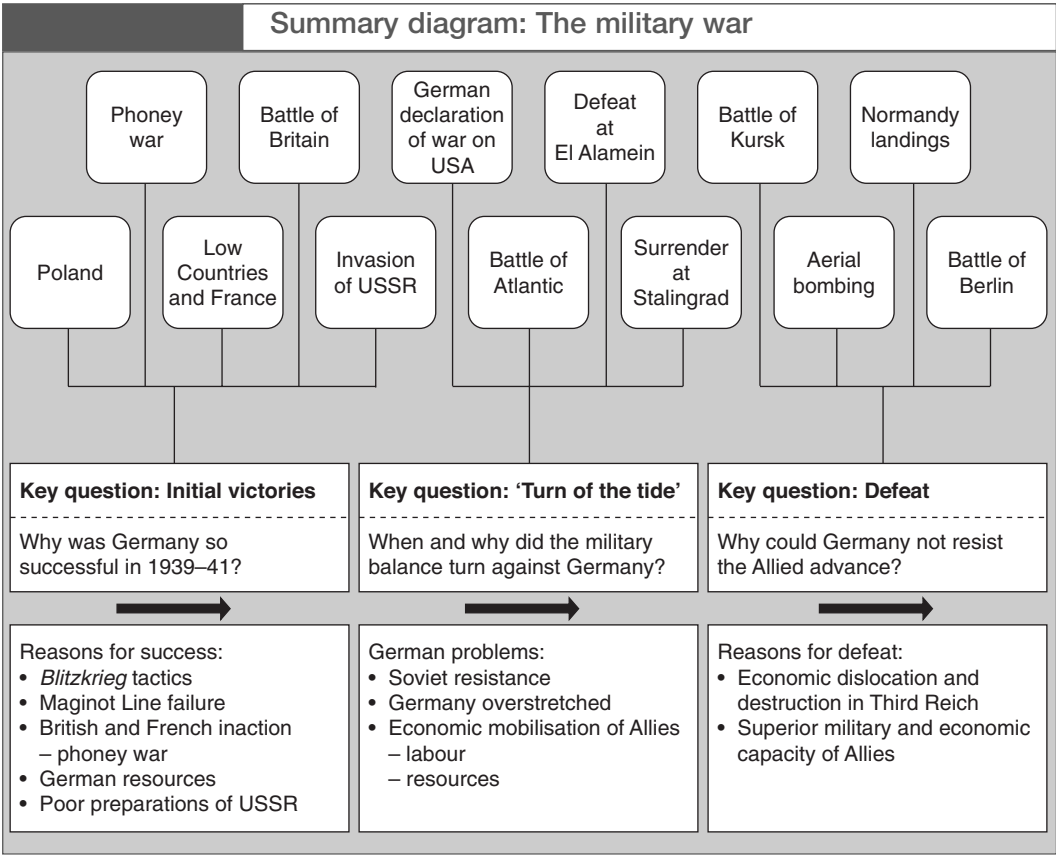 Summary diagram: The military war
Phoney
war
Battle of
Britain
German
declaration
of war on
USA
Defeat
at
El Alamein
Battle of
Kursk
Normandy
landings
Poland
Low
Countries
and France
Invasion
of USSR
Battle of
Atlantic
Surrender
at
Stalingrad
Aerial
bombing
Battle of
Berlin
Key question: Initial victories
Why was Germany so
successful in 1939–41?
Reasons for success:
• Blitzkrieg tactics
• Maginot Line failure
• British and French inaction
– phoney war
• German resources
• Poor preparations of USSR
Key question: ‘Turn of the tide’
When and why did the military
balance turn against Germany?
German problems:
• Soviet resistance
• Germany overstretched
• Economic mobilisation of Allies
– labour
– resources
Key question: Defeat
Why could Germany not resist
the Allied advance?
Reasons for defeat:
• Economic dislocation and
destruction in Third Reich
• Superior military and economic
capacity of Allies